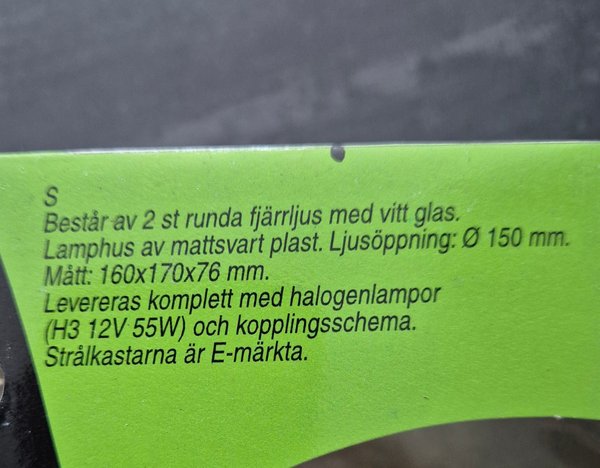 S
Består av 2 st runda fjärrljus med vitt glas.
Lamphus av mattsvart plast. Ljusöppning: Ø 150 mm.
Mått: 160x170x76 mm.
Levereras komplett med halogenlampor
(H3 12V 55W) och kopplingsschema.
Strålkastarna är E-märkta.